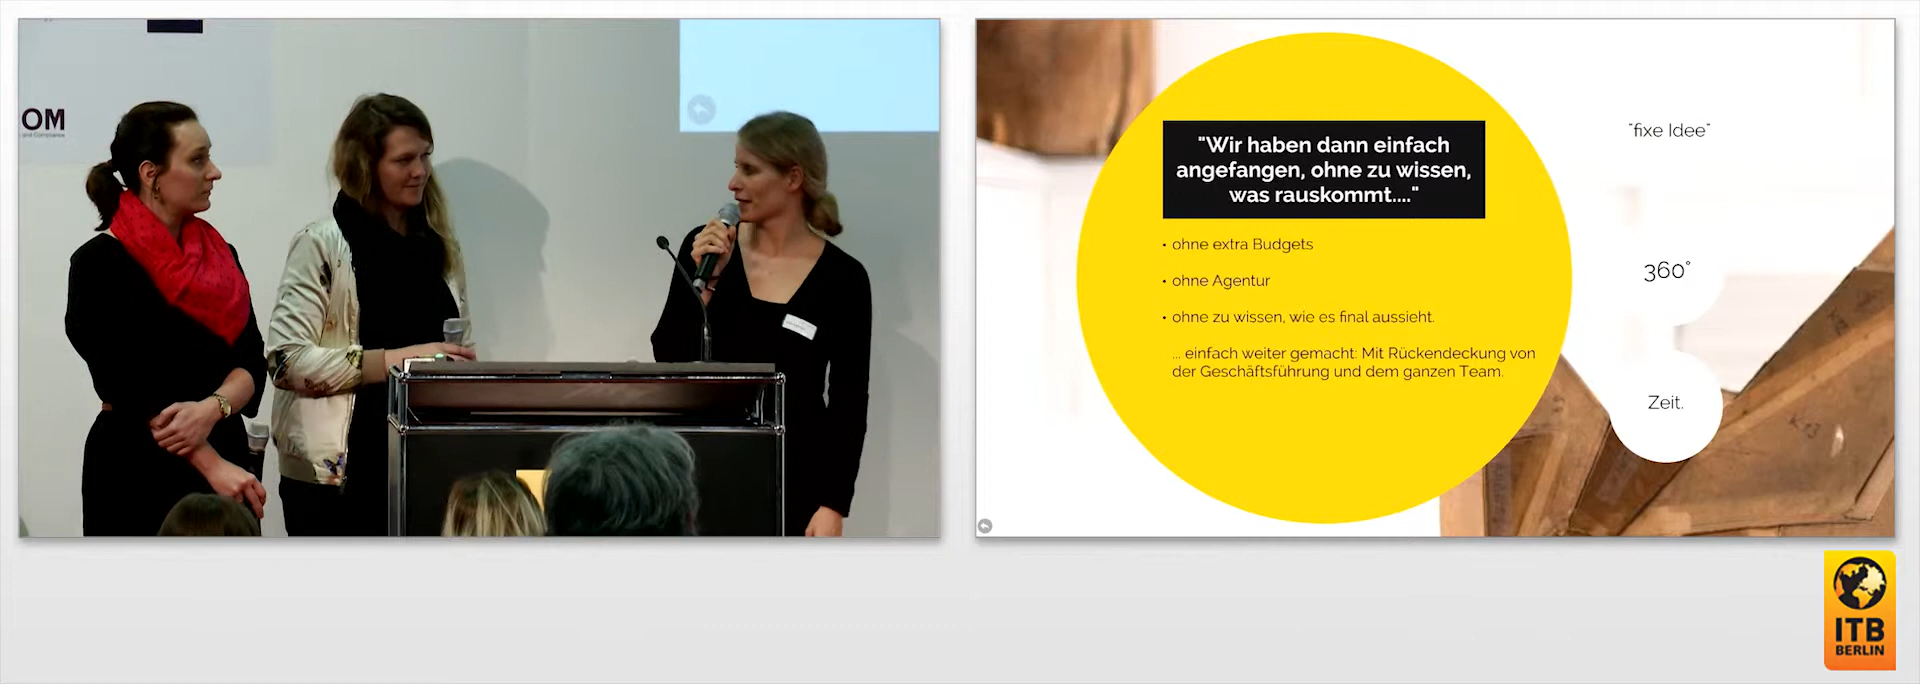 OM
and Compliance
"Wir haben dann einfach
angefangen, ohne zu wissen,
was rauskommt...."
• ohne extra Budgets
• ohne Agentur
• ohne zu wissen, wie es final aussieht.
... einfach weiter gemacht: Mit Rückendeckung von
der Geschäftsführung und dem ganzen Team.
"fixe Idee"
360°
Zeit.
ITB
BERLIN